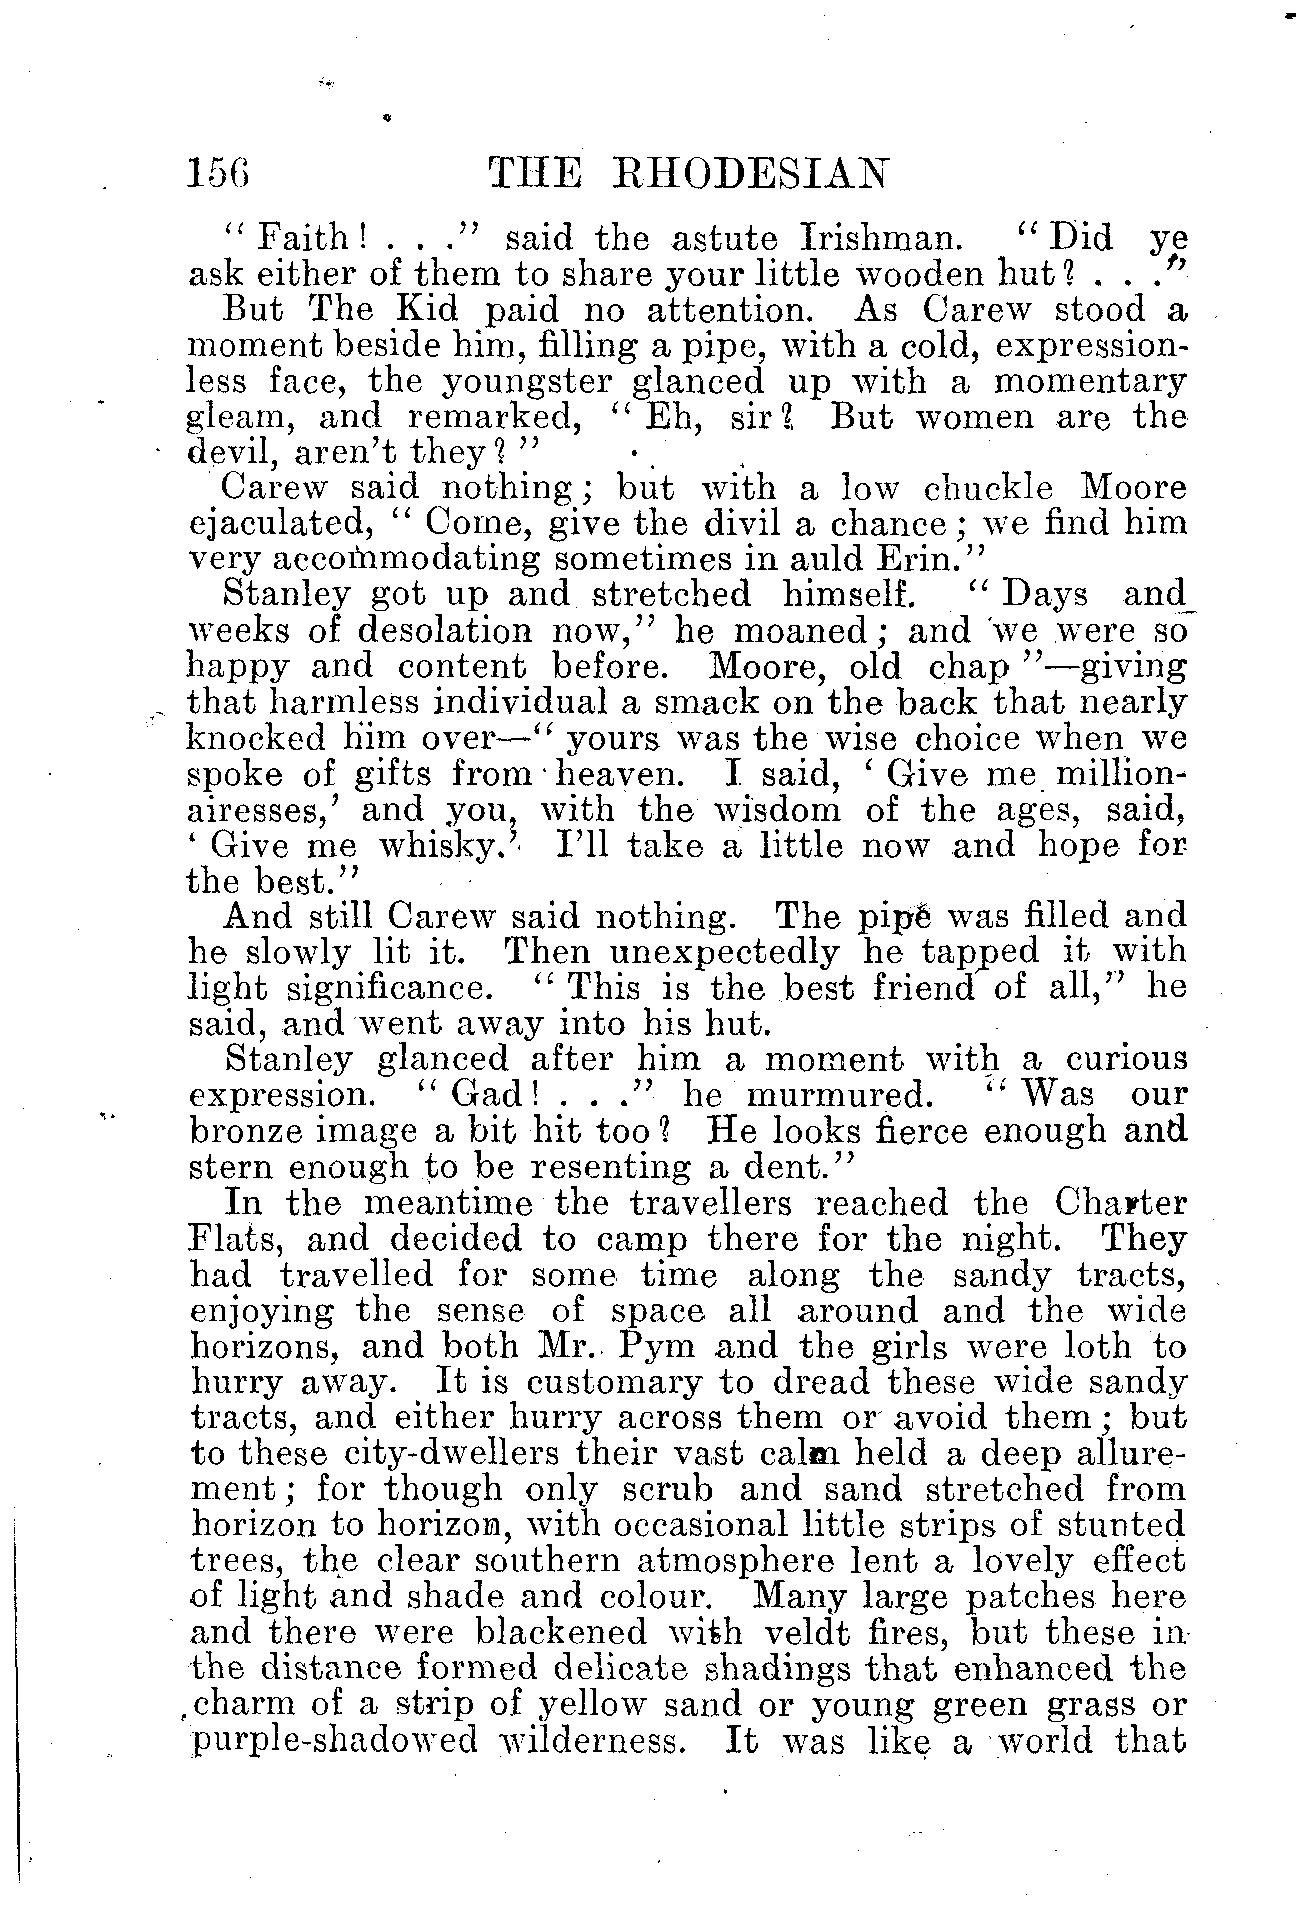 156 THE RHODESIAN
“ Faith ! . . .” said the astute Irishman. “ Did ye
ask either of them to share your little wooden hut ? . . .”
But The Kid paid no attention. As Carew stood a
moment beside him, filling a pipe, with a cold, expression-
less face, the youngster glanced up with a momentary
gleam, and remarked, “ Eh, sir ? But women are the
devil, aren’t they ? ”
Carew said nothing ; but with a low chuckle Moore
ejaculated, “ Come, give the divil a chance ; we find him
very accommodating sometimes in auld Erin.”
Stanley got up and stretched himself. “ Days and
weeks of desolation now,” he moaned ; and we were so
happy and content before. Moore, old chap ”—giving
that harmless individual a smack on the back that nearly
knocked him over—“ yours was the wise choice when we
spoke of gifts from heaven. I said, ‘ Give me million-
airesses,’ and you, with the wisdom of the ages, said,
‘ Give me whisky.’ I’ll take a little now and hope for
the best.”
And still Carew said nothing. The pipe was filled and
he slowly lit it. Then unexpectedly he tapped it with
light significance. “ This is the best friend of all,” he
said, and went away into his hut.
Stanley glanced after him a moment with a curious
expression. “ Gad ! . . .” he murmured. “ Was our
bronze image a bit hit too ? He looks fierce enough and
stern enough to be resenting a dent.”
In the meantime the travellers reached the Charter
Flats, and decided to camp there for the night. They
had travelled for some time along the sandy tracts,
enjoying the sense of space all around and the wide
horizons, and both Mr. Pym and the girls were loth to
hurry away. It is customary to dread these wide sandy
tracts, and either hurry across them or avoid them ; but
to these city-dwellers their vast calm held a deep allure-
ment ; for though only scrub and sand stretched from
horizon to horizon, with occasional little strips of stunted
trees, the clear southern atmosphere lent a lovely effect
of light and shade and colour. Many large patches here
and there were blackened with veldt fires, but these in
the distance formed delicate shadings that enhanced the
charm of a strip of yellow sand or young green grass or
purple-shadowed wilderness. It was like a world that